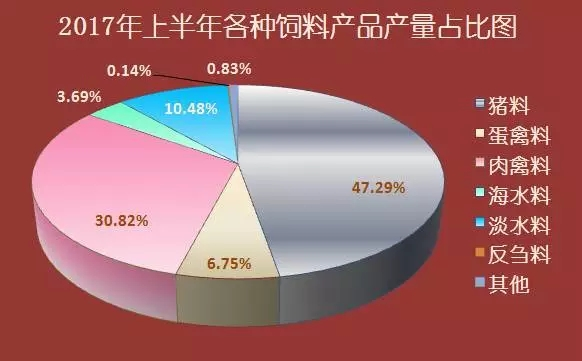 2017年上半年各种饲料产品产量占比图
0.14%
0.83%
3.69%
10.48%
47.29%
30.82%
6.75%
猪料
蛋禽料
肉禽料
海水料
淡水料
反刍料
其他